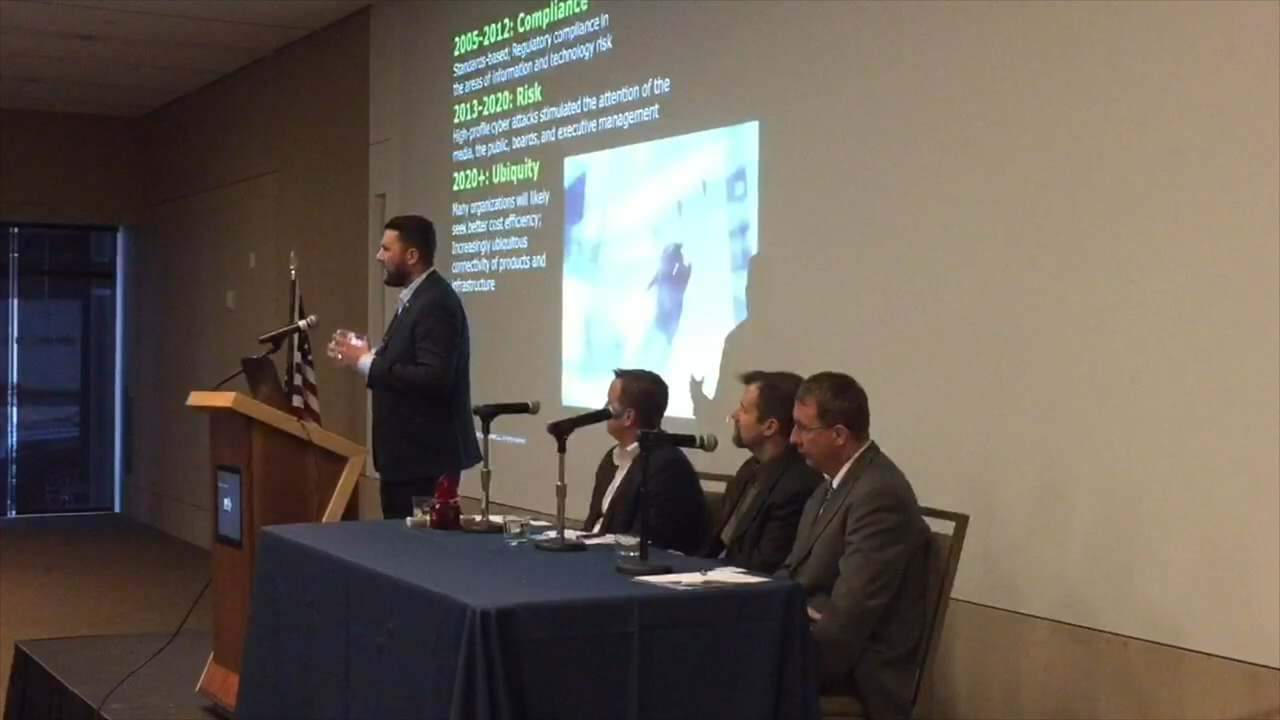 2005-2012: Compliance
Standards-based; Regulatory compliance in
the areas of information and technology risk
2013-2020: Risk
High-profile cyber attacks stimulated the attention of the
media, the public, boards, and executive management
2020+: Ubiquity
Many organizations will likely
seek better cost efficiency;
Increasingly ubiquitous
connectivity of products and
infrastructure